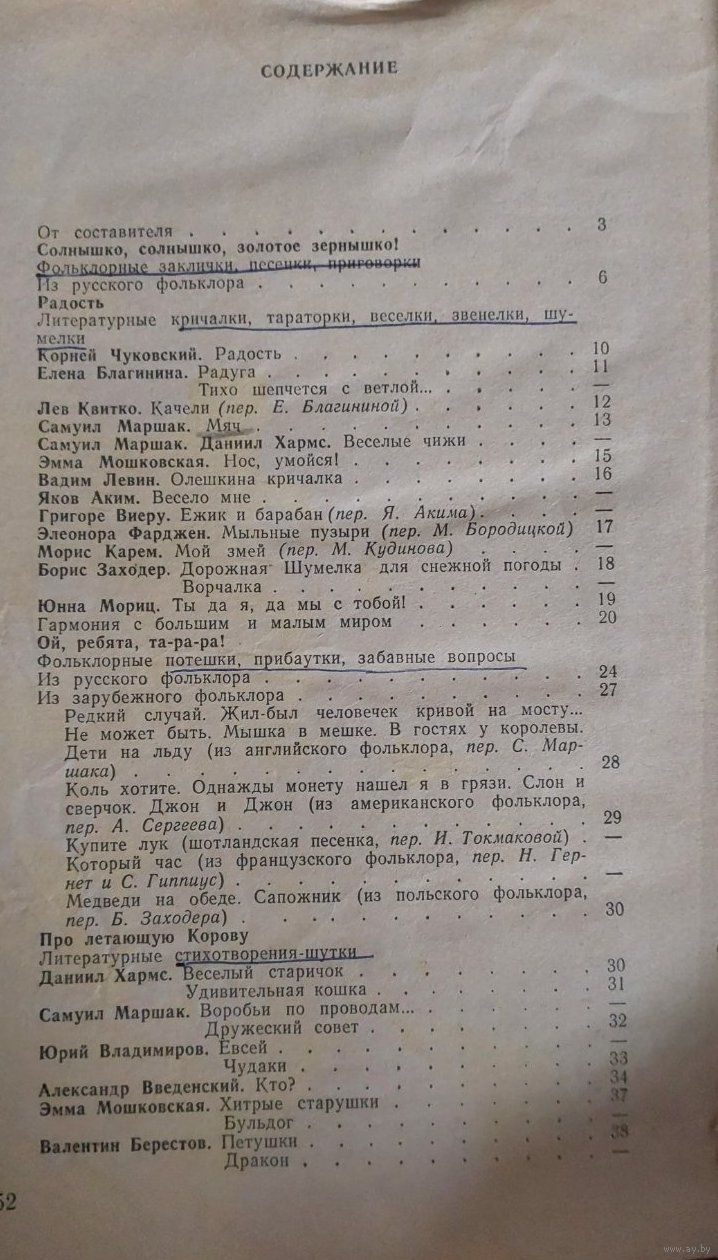 СОДЕРЖАНИЕ
От составителя . . . . . . . . . . . . 3
Солнышко, солнышко, золотое зернышко!
Фольклорные заклички, песенки, приговорки
Из русского фольклора . . . . . . . . . . 6
Радость
Литературные кричалки, тараторки, веселки, звенелки, шу-
мелки
Корней Чуковский. Радость . . . . . . . . . 10
Елена Благинина. Радуга . . . . . . . . . . 11
Тихо шепчется с ветлой... . . . . . —
Лев Квитко. Качели (пер. Е. Благининой) . . . . . . 12
Самуил Маршак. Мяч . . . . . . . . . . . 13
Самуил Маршак. Даниил Хармс. Веселые чижи . . . . —
Эмма Мошковская. Нос, умойся! . . . . . . . . 15
Вадим Левин. Олешкина кричалка . . . . . . . 16
Яков Аким. Весело мне . . . . . . . . . . —
Григоре Виеру. Ежик и барабан (пер. Я. Акима) . . . . —
Элеонора Фарджен. Мыльные пузыри (пер. М. Бородицкой) 17
Морис Карем. Мой змей (пер. М. Кудинова) . . . . —
Борис Заходер. Дорожная Шумелка для снежной погоды . 18
Ворчалка . . . . . . . . . . —
Юнна Мориц. Ты да я, да мы с тобой! . . . . . . 19
Гармония с большим и малым миром . . . . . . 20
Ой, ребята, та-ра-ра!
Фольклорные потешки, прибаутки, забавные вопросы
Из русского фольклора . . . . . . . . . . 24
Из зарубежного фольклора . . . . . . . . . 27
Редкий случай. Жил-был человечек кривой на мосту...
Не может быть. Мышка в мешке. В гостях у королевы.
Дети на льду (из английского фольклора, пер. С. Мар-
шака) . . . . . . . . . . . . . . 28
Коль хотите. Однажды монету нашел я в грязи. Слон и
сверчок. Джон и Джон (из американского фольклора,
пер. А. Сергеева) . . . . . . . . . . . 29
Купите лук (шотландская песенка, пер. И. Токмаковой) . —
Который час (из французского фольклора, пер. Н. Гер-
нет и С. Гиппиус) . . . . . . . . . . . —
Медведи на обеде. Сапожник (из польского фольклора,
пер. Б. Заходера) . . . . . . . . . . . 30
Про летающую Корову
Литературные стихотворения-шутки
Даниил Хармс. Веселый старичок . . . . . . . 30
Удивительная кошка . . . . . . . 31
Самуил Маршак. Воробьи по проводам... . . . . . . —
Дружеский совет . . . . . . . 32
Юрий Владимиров. Евсей . . . . . . . . . . —
Чудаки . . . . . . . . . . 33
Александр Введенский. Кто? . . . . . . . . . 34
Эмма Мошковская. Хитрые старушки . . . . . . 37
Бульдог . . . . . . . . . —
Валентин Берестов. Петушки . . . . . . . . . 38
Дракон . . . . . . . . .
52
www.ay.by